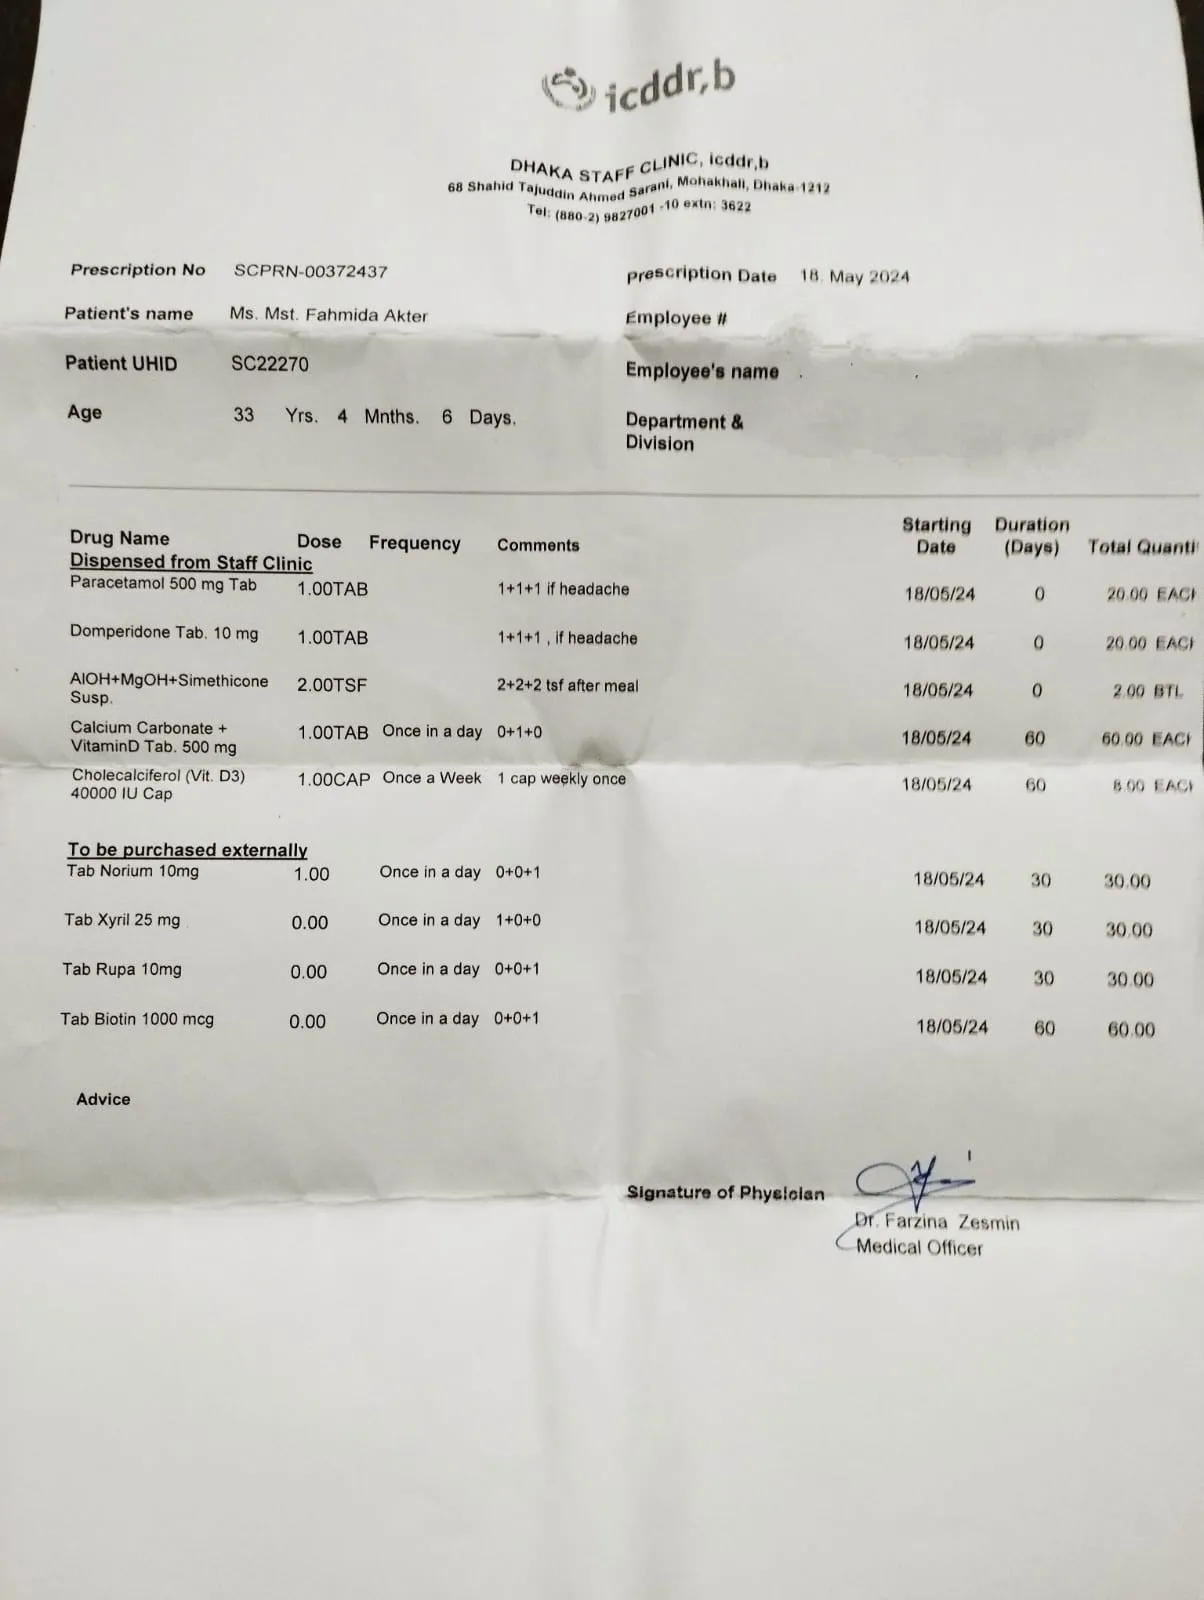 icddr,b
DHAKA STAFF CLINIC, icddr,b
68 Shahid Tajuddin Ahmed Sarani, Mohakhali, Dhaka-1212
Tel: (880-2) 9827001 -10 extn: 3622
Prescription No SCPRN-00372437 Prescription Date 18. May 2024
Patient's name Ms. Mst. Fahmida Akter Employee #
Patient UHID SC22270 Employee's name
Age 33 Yrs. 4 Mnths. 6 Days. Department &
Division
Drug Name Dose Frequency Comments Starting Date Duration (Days) Total Quanti
Dispensed from Staff Clinic
Paracetamol 500 mg Tab 1.00TAB 1+1+1 if headache 18/05/24 0 20.00 EACH
Domperidone Tab. 10 mg 1.00TAB 1+1+1 , if headache 18/05/24 0 20.00 EACH
AlOH+MgOH+Simethicone 2.00TSF 2+2+2 tsf after meal 18/05/24 0 2.00 BTL
Susp.
Calcium Carbonate + 1.00TAB Once in a day 0+1+0 18/05/24 60 60.00 EACH
VitaminD Tab. 500 mg
Cholecalciferol (Vit. D3) 1.00CAP Once a Week 1 cap weekly once 18/05/24 60 8.00 EACH
40000 IU Cap
To be purchased externally
Tab Norium 10mg 1.00 Once in a day 0+0+1 18/05/24 30 30.00
Tab Xyril 25 mg 0.00 Once in a day 1+0+0 18/05/24 30 30.00
Tab Rupa 10mg 0.00 Once in a day 0+0+1 18/05/24 30 30.00
Tab Biotin 1000 mcg 0.00 Once in a day 0+0+1 18/05/24 60 60.00
Advice
Signature of Physician
Dr. Farzina Zesmin
Medical Officer